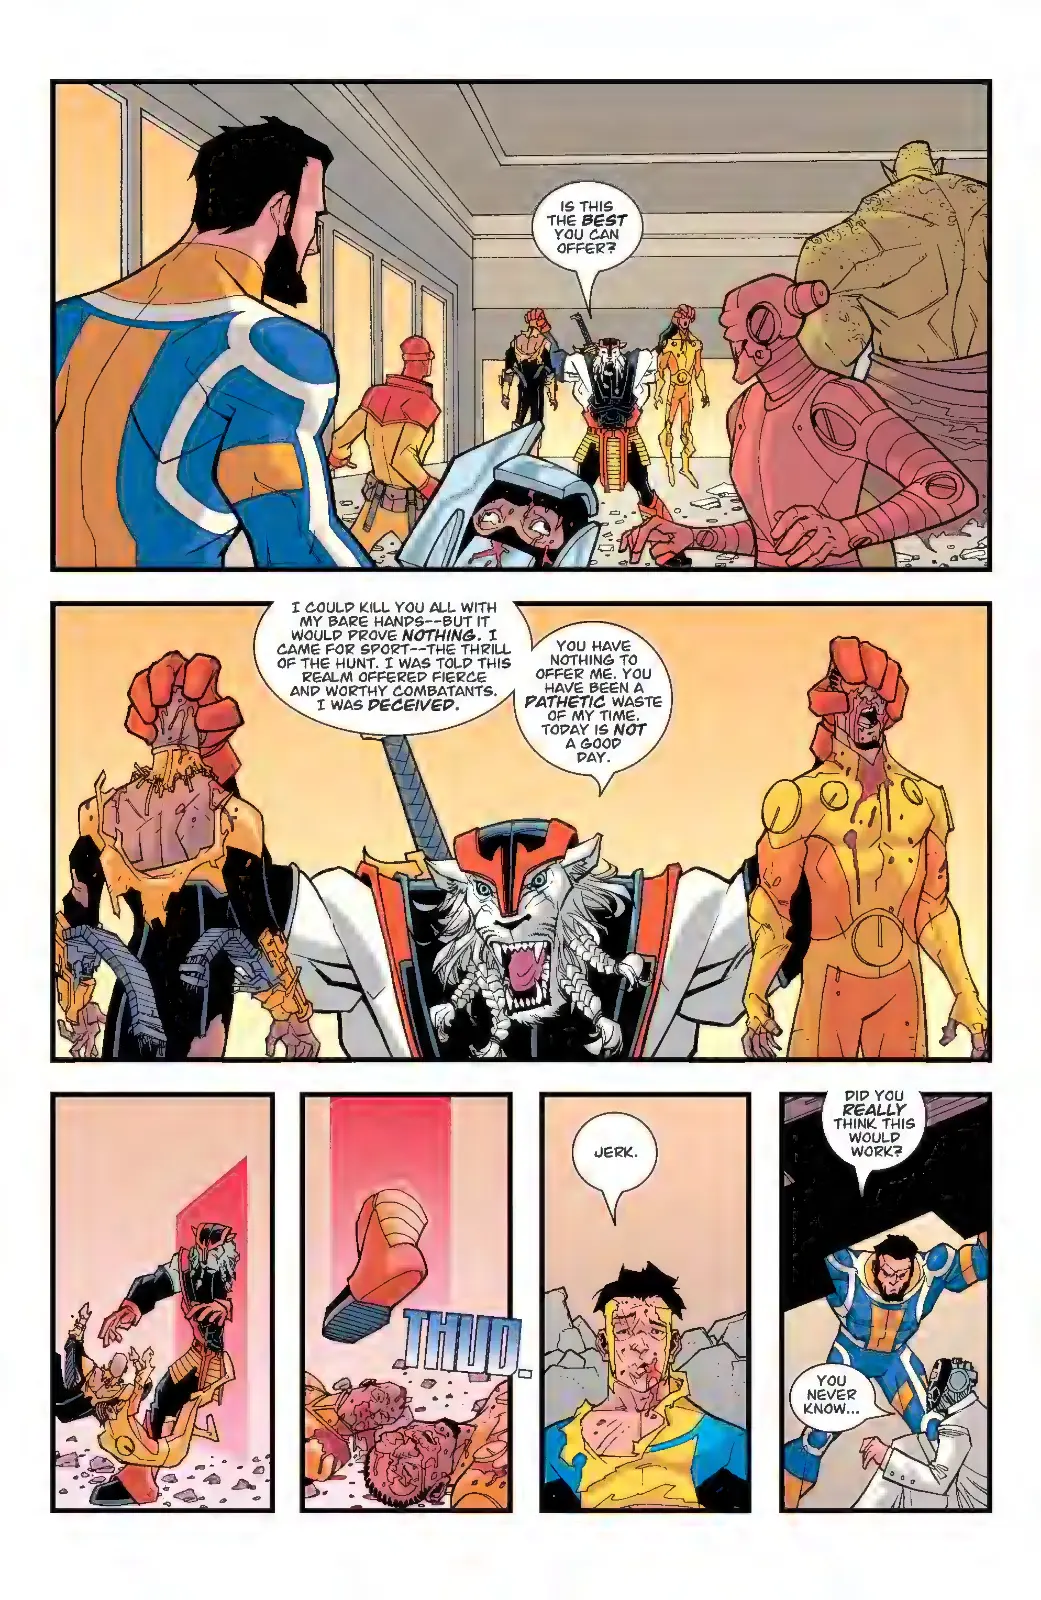 IS THIS
THE BEST
YOU CAN
OFFER?
I COULD KILL YOU ALL WITH
MY BARE HANDS--BUT IT
WOULD PROVE NOTHING. I
CAME FOR SPORT--THE THRILL
OF THE HUNT. I WAS TOLD THIS
REALM OFFERED FIERCE
AND WORTHY COMBATANTS.
I WAS DECEIVED.
YOU HAVE
NOTHING TO
OFFER ME. YOU
HAVE BEEN A
PATHETIC WASTE
OF MY TIME.
TODAY IS NOT
A GOOD
DAY.
THUD.
JERK.
DID YOU
REALLY
THINK THIS
WOULD
WORK?
YOU
NEVER
KNOW...